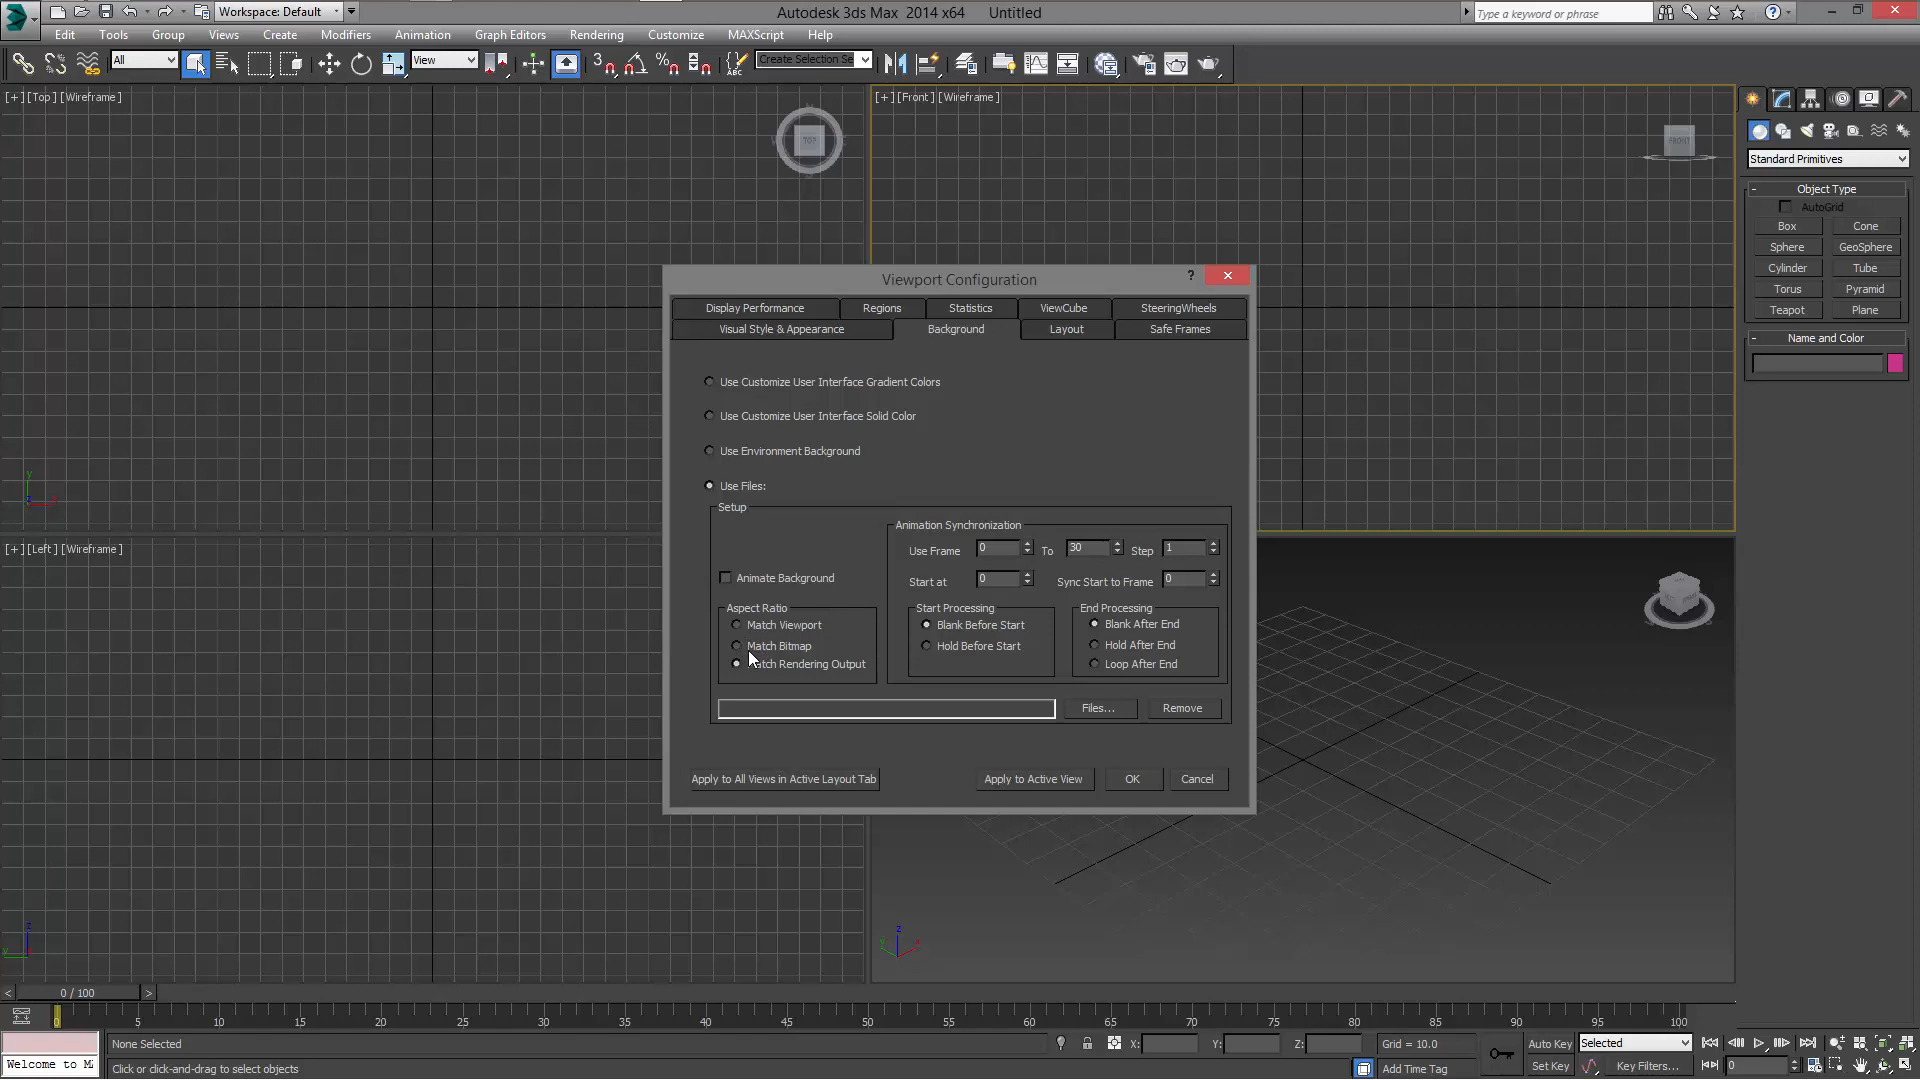 Workspace: Default
Autodesk 3ds Max 2014 x64 Untitled
Type a keyword or phrase
Edit Tools Group Views Create Modifiers Animation Graph Editors Rendering Customize MAXScript Help
All
View
3
ABC
Create Selection Se
[+][Top][Wireframe]
TOP
[+][Front][Wireframe]
FRONT
Standard Primitives
- Object Type
AutoGrid
Box Cone
Sphere GeoSphere
Cylinder Tube
Torus Pyramid
Teapot Plane
- Name and Color
Viewport Configuration
Display Performance Regions Statistics ViewCube SteeringWheels
Visual Style & Appearance Background Layout Safe Frames
Use Customize User Interface Gradient Colors
Use Customize User Interface Solid Color
Use Environment Background
Use Files:
Setup
Animation Synchronization
Use Frame 0 To 30 Step 1
Animate Background
Start at 0 Sync Start to Frame 0
Aspect Ratio
Match Viewport
Match Bitmap
atch Rendering Output
Start Processing
Blank Before Start
Hold Before Start
End Processing
Blank After End
Hold After End
Loop After End
Files... Remove
Apply to All Views in Active Layout Tab Apply to Active View OK Cancel
y
z
x
[+][Left][Wireframe]
z
y
z
y
x
< 0 / 100 >
0 5 10 15 20 25 30 35 40 45 50 55 60 65 70 75 80 85 90 95 100
None Selected X: Y: Z: Grid = 10.0 Auto Key Selected
Welcome to M
Click or click-and-drag to select objects Add Time Tag Set Key Key Filters... 0